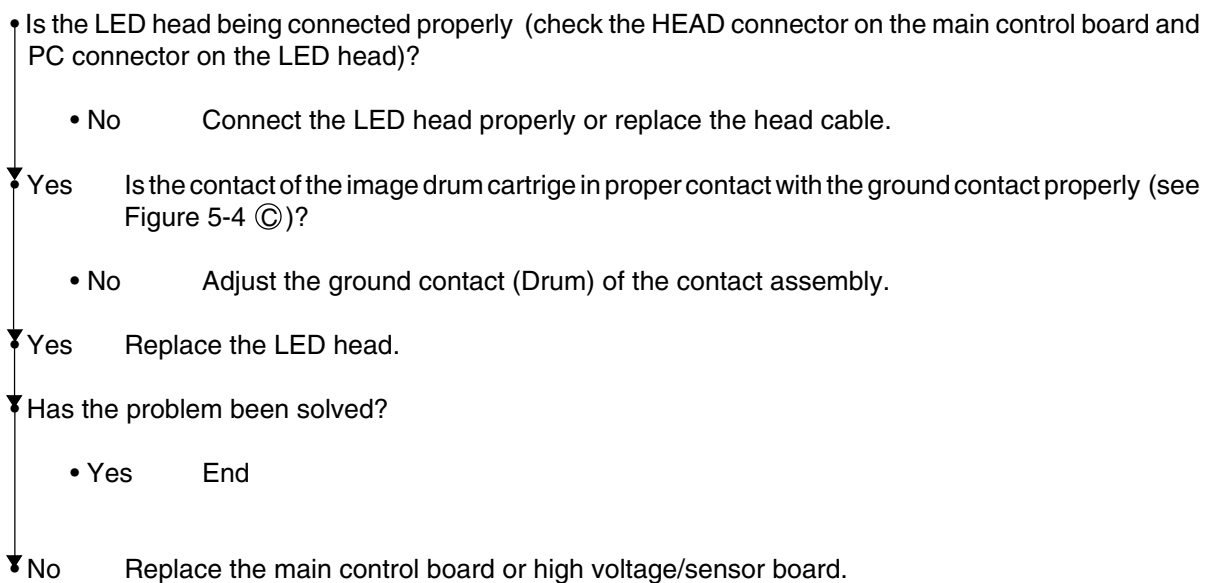 • Is the LED head being connected properly (check the HEAD connector on the main control board and
PC connector on the LED head)?
• No Connect the LED head properly or replace the head cable.
• Yes Is the contact of the image drum cartrige in proper contact with the ground contact properly (see
Figure 5-4 Ⓒ)?
• No Adjust the ground contact (Drum) of the contact assembly.
• Yes Replace the LED head.
• Has the problem been solved?
• Yes End
• No Replace the main control board or high voltage/sensor board.